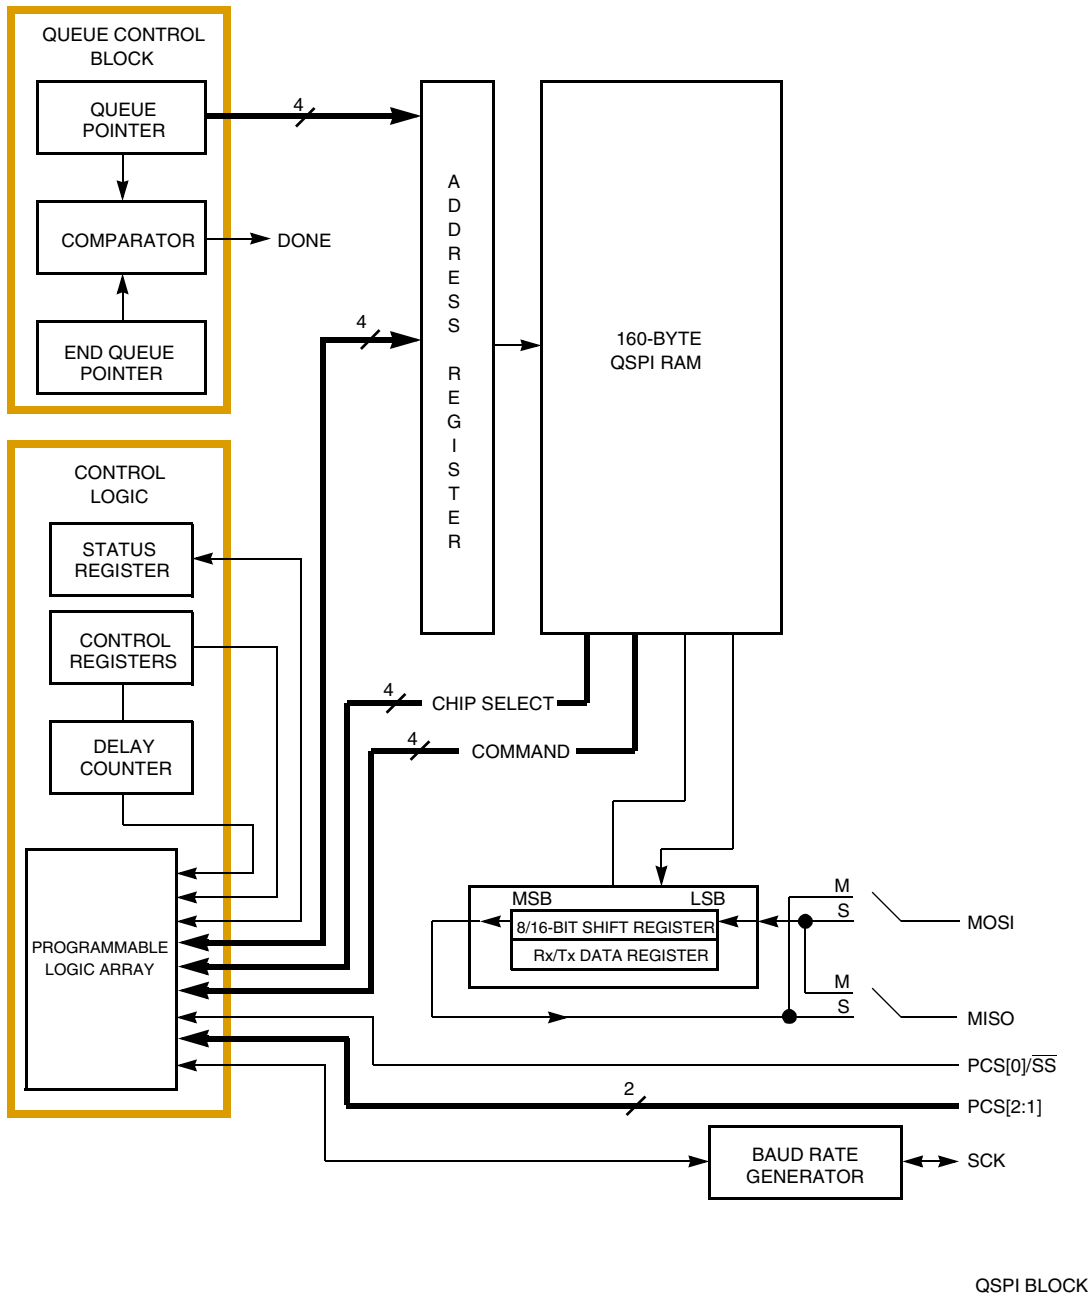 QUEUE CONTROL
BLOCK
QUEUE
POINTER
4
COMPARATOR
DONE
END QUEUE
POINTER
4
ADDRESS REGISTER
160-BYTE
QSPI RAM
CONTROL
LOGIC
STATUS
REGISTER
CONTROL
REGISTERS
DELAY
COUNTER
PROGRAMMABLE
LOGIC ARRAY
4
CHIP SELECT
4
COMMAND
MSB
LSB
8/16-BIT SHIFT REGISTER
Rx/Tx DATA REGISTER
M
S
MOSI
M
S
MISO
PCS[0]/S̅S̅
2
PCS[2:1]
BAUD RATE
GENERATOR
SCK
QSPI BLOCK